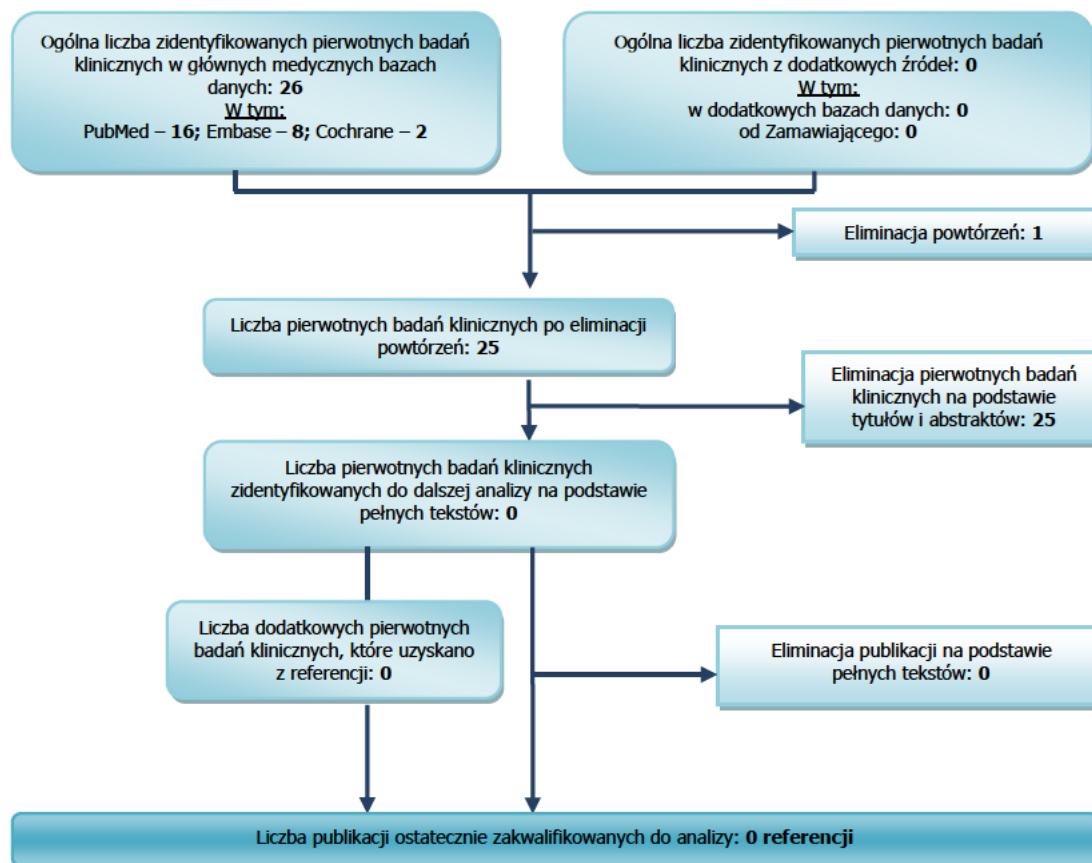 Ogólna liczba zidentyfikowanych pierwotnych badań
klinicznych w głównych medycznych bazach
danych: 26
W tym:
PubMed – 16; Embase – 8; Cochrane – 2
Ogólna liczba zidentyfikowanych pierwotnych badań
klinicznych z dodatkowych źródeł: 0
W tym:
w dodatkowych bazach danych: 0
od Zamawiającego: 0
Eliminacja powtórzeń: 1
Liczba pierwotnych badań klinicznych po eliminacji
powtórzeń: 25
Eliminacja pierwotnych badań
klinicznych na podstawie
tytułów i abstraktów: 25
Liczba pierwotnych badań klinicznych
zidentyfikowanych do dalszej analizy na podstawie
pełnych tekstów: 0
Liczba dodatkowych pierwotnych
badań klinicznych, które uzyskano
z referencji: 0
Eliminacja publikacji na podstawie
pełnych tekstów: 0
Liczba publikacji ostatecznie zakwalifikowanych do analizy: 0 referencji